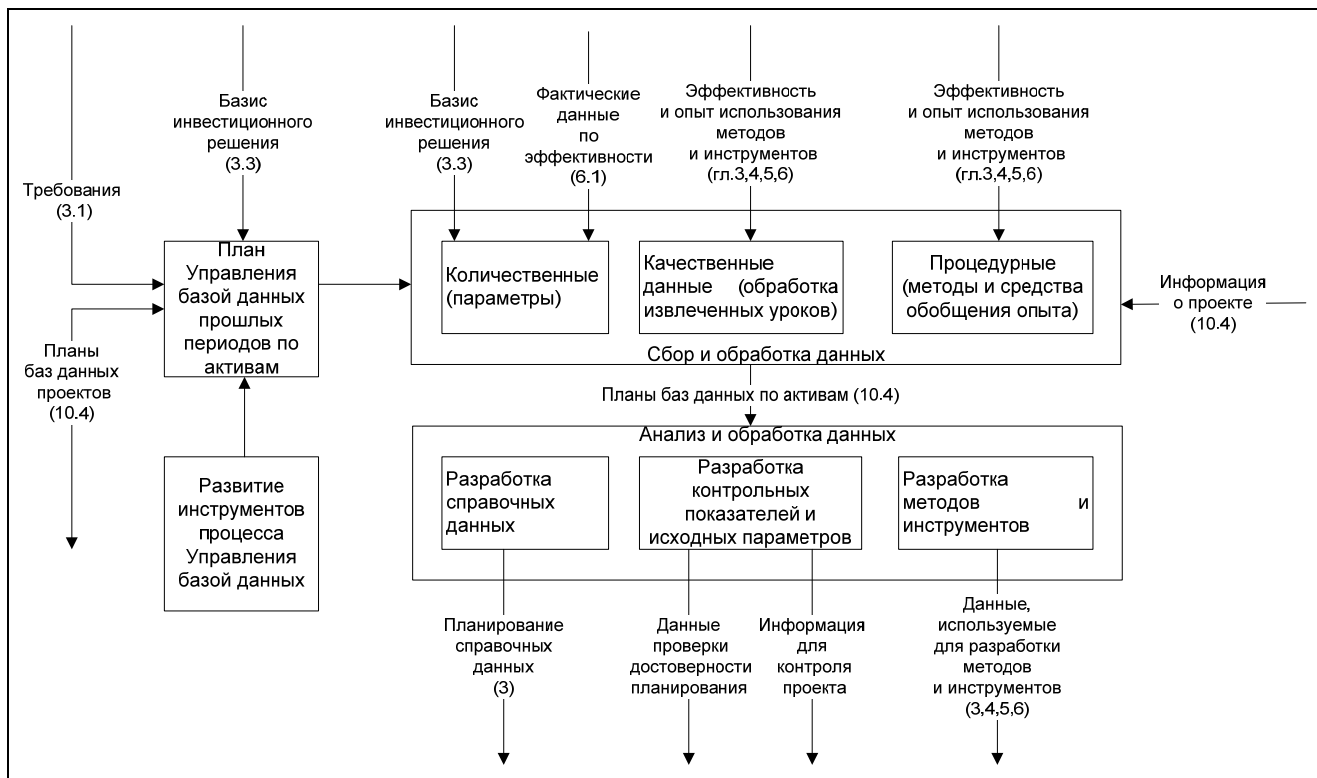 Требования
(3.1)
Базис
инвестиционного
решения
(3.3)
Базис
инвестиционного
решения
(3.3)
Фактические
данные
по
эффективности
(6.1)
Эффективность
и опыт использования
методов
и инструментов
(гл.3,4,5,6)
Эффективность
и опыт использования
методов
и инструментов
(гл.3,4,5,6)
План
Управления
базой данных
прошлых
периодов по
активам
Количественные
(параметры)
Качественные
данные (обработка
извлеченных уроков)
Процедурные
(методы и средства
обобщения опыта)
Сбор и обработка данных
Информация
о проекте
(10.4)
Планы
баз данных
проектов
(10.4)
Планы баз данных по активам (10.4)
Развитие
инструментов
процесса
Управления
базой данных
Анализ и обработка данных
Разработка
справочных
данных
Разработка
контрольных
показателей и
исходных параметров
Разработка
методов и
инструментов
Планирование
справочных
данных
(3)
Данные
проверки
достоверности
планирования
Информация
для
контроля
проекта
Данные,
используемые
для разработки
методов
и инструментов
(3,4,5,6)